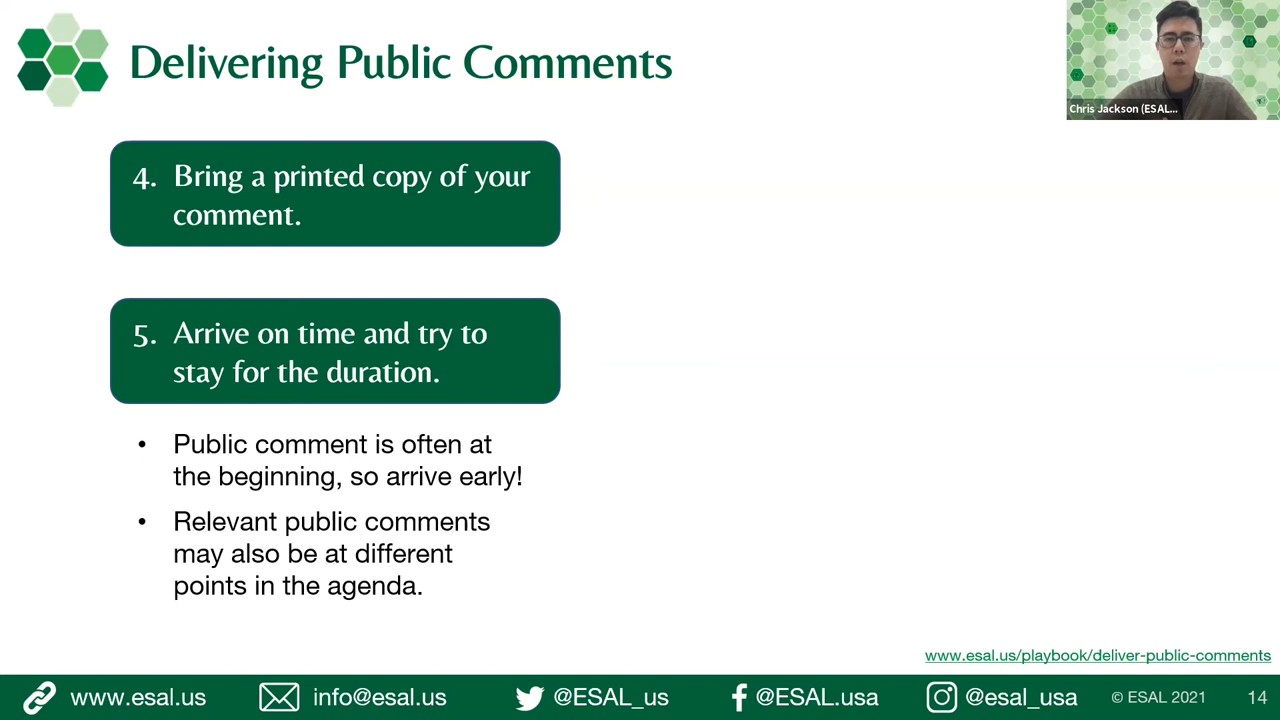 Delivering Public Comments
Chris Jackson (ESAL...
4. Bring a printed copy of your
comment.
5. Arrive on time and try to
stay for the duration.
• Public comment is often at
the beginning, so arrive early!
• Relevant public comments
may also be at different
points in the agenda.
www.esal.us/playbook/deliver-public-comments
www.esal.us info@esal.us @ESAL_us @ESAL.usa @esal_usa © ESAL 2021 14